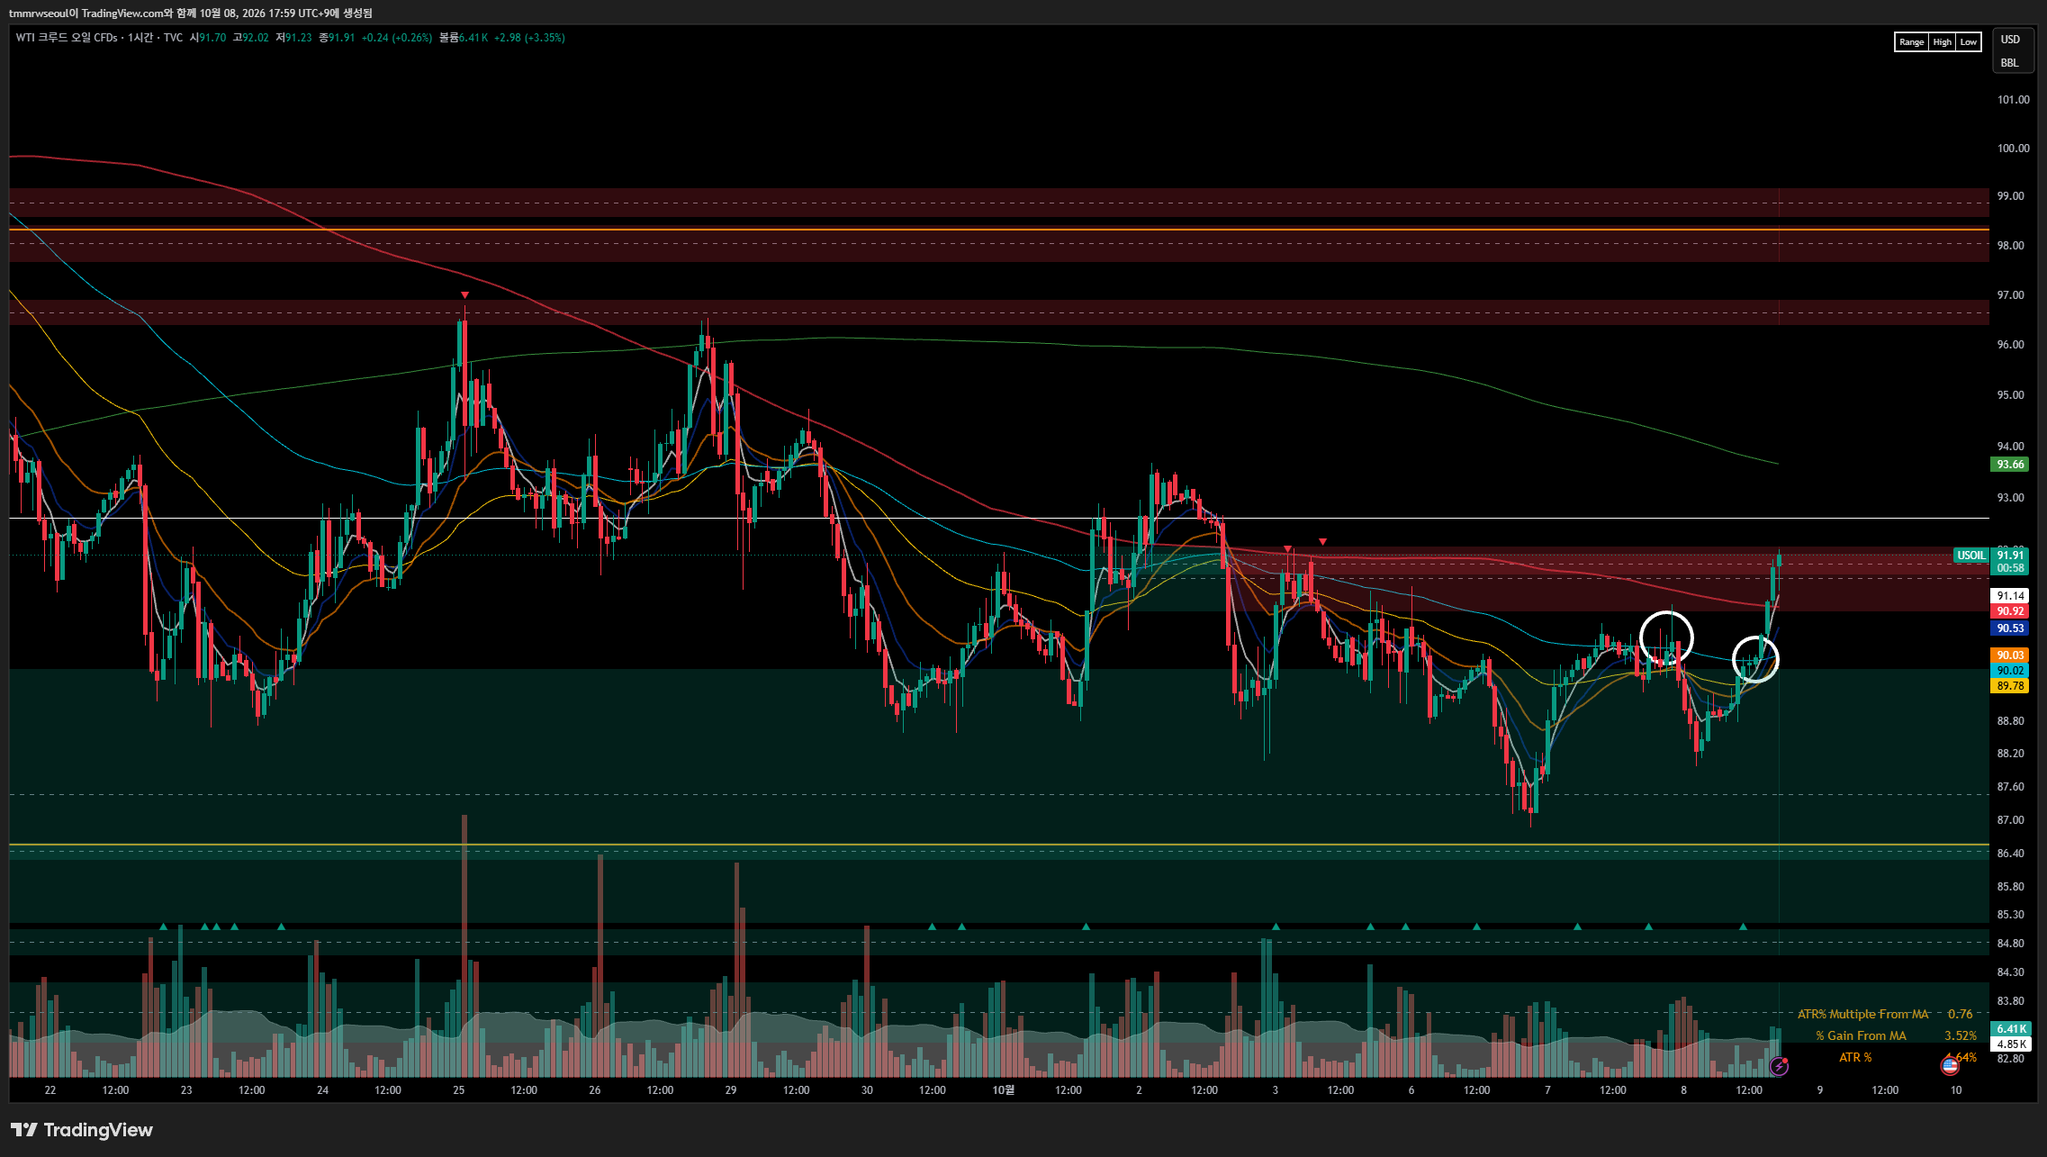 tmmrwseoul이 TradingView.com와 함께 10월 08, 2026 17:59 UTC+9에 생성됨
WTI 크루드 오일 CFDs · 1시간 · TVC 시91.70 고92.02 저91.23 종91.91 +0.24 (+0.26%) 볼륨6.41 K +2.98 (+3.35%)
Range High Low
USD
BBL
101.00
100.00
99.00
98.00
97.00
96.00
95.00
94.00
93.66
93.00
USOIL 91.91
00:58
91.14
90.92
90.53
90.03
90.02
89.78
88.80
88.20
87.60
87.00
86.40
85.80
85.30
84.80
84.30
83.80
ATR% Multiple From MA 0.76
6.41 K
% Gain From MA 3.52%
4.85 K
ATR %
82.80
22 12:00 23 12:00 24 12:00 25 12:00 26 12:00 29 12:00 30 12:00 10월 12:00 2 12:00 3 12:00 6 12:00 7 12:00 8 12:00 9 12:00 10
TradingView